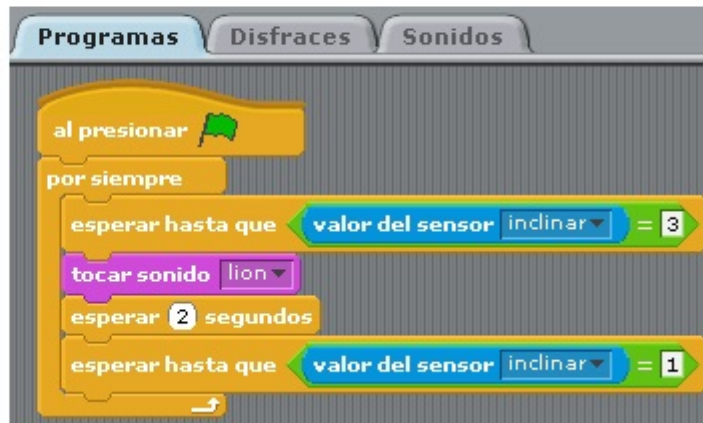 Programas Disfraces Sonidos
al presionar
por siempre
esperar hasta que valor del sensor inclinar = 3
tocar sonido lion
esperar 2 segundos
esperar hasta que valor del sensor inclinar = 1